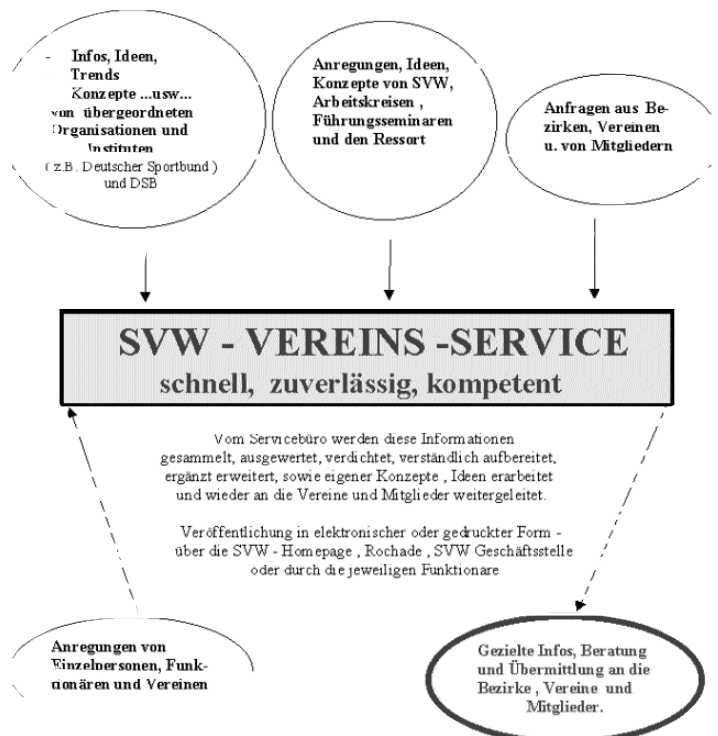 - Infos, Ideen,
Trends
Konzepte ...usw...
von übergeordneten
Organisationen und
Instituten
( z.B. Deutscher Sportbund )
und DSB
Anregungen, Ideen,
Konzepte von SVW,
Arbeitskreisen ,
Führungsseminaren
und den Ressort
Anfragen aus Be-
zirken, Vereinen
u. von Mitgliedern
SVW - VEREINS -SERVICE
schnell, zuverlässig, kompetent
Vom Servicebüro werden diese Informationen
gesammelt, ausgewertet, verdichtet, verständlich aufbereitet,
ergänzt erweitert, sowie eigener Konzepte , Ideen erarbeitet
und wieder an die Vereine und Mitglieder weitergeleitet.
Veröffentlichung in elektronischer oder gedruckter Form -
über die SVW - Homepage , Rochade , SVW Geschäftsstelle
oder durch die jeweiligen Funktionare
Anregungen von
Einzelpersonen, Funk-
tionären und Vereinen
Gezielte Infos, Beratung
und Übermittlung an die
Bezirke , Vereine und
Mitglieder.